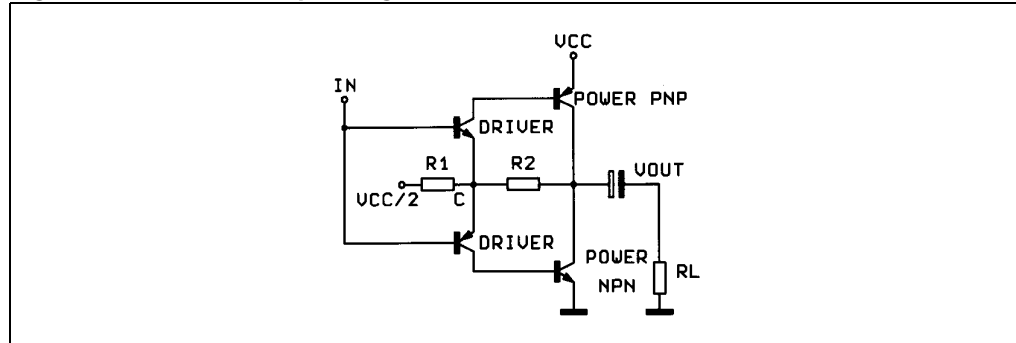 VCC
IN
POWER PNP
DRIVER
R1
R2
VOUT
VCC/2
C
DRIVER
POWER
NPN
RL